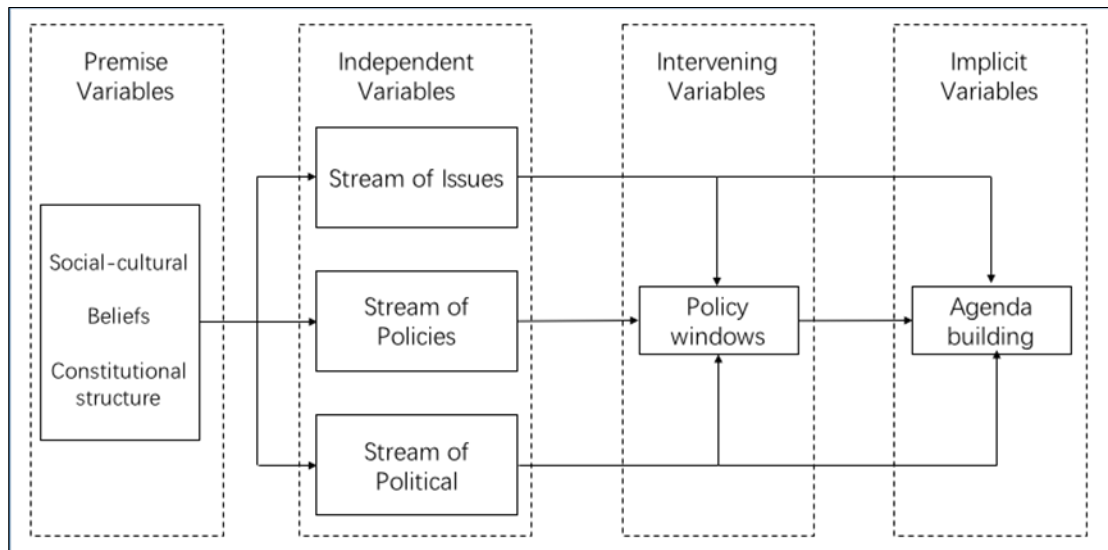 Premise
Variables
Independent
Variables
Intervening
Variables
Implicit
Variables
Social-cultural
Beliefs
Constitutional
structure
Stream of Issues
Stream of
Policies
Stream of
Political
Policy
windows
Agenda
building